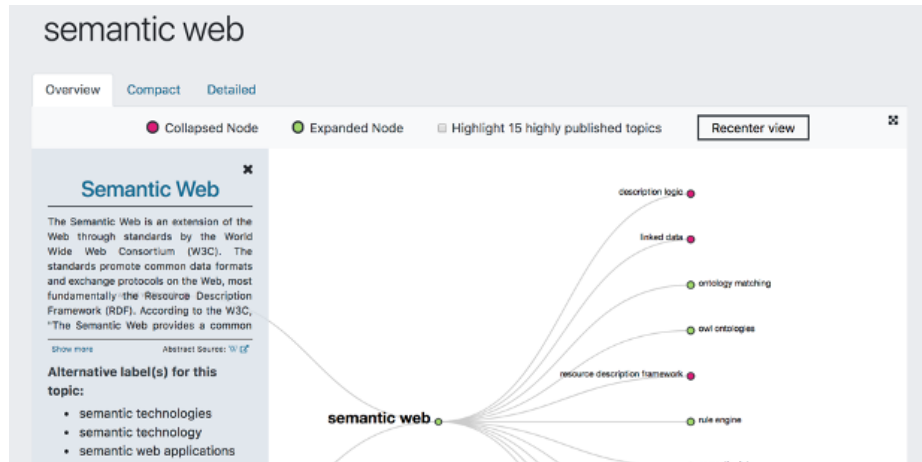 semantic web
Overview Compact Detailed
Collapsed Node Expanded Node Highlight 15 highly published topics Recenter view
Semantic Web
The Semantic Web is an extension of the
Web through standards by the World
Wide Web Consortium (W3C). The
standards promote common data formats
and exchange protocols on the Web, most
fundamentally the Resource Description
Framework (RDF). According to the W3C,
"The Semantic Web provides a common
Show more Abstract Source: W
Alternative label(s) for this
topic:
• semantic technologies
• semantic technology
• semantic web applications
description logic
linked data
ontology matching
owl ontologies
resource description framework
semantic web
rule engine